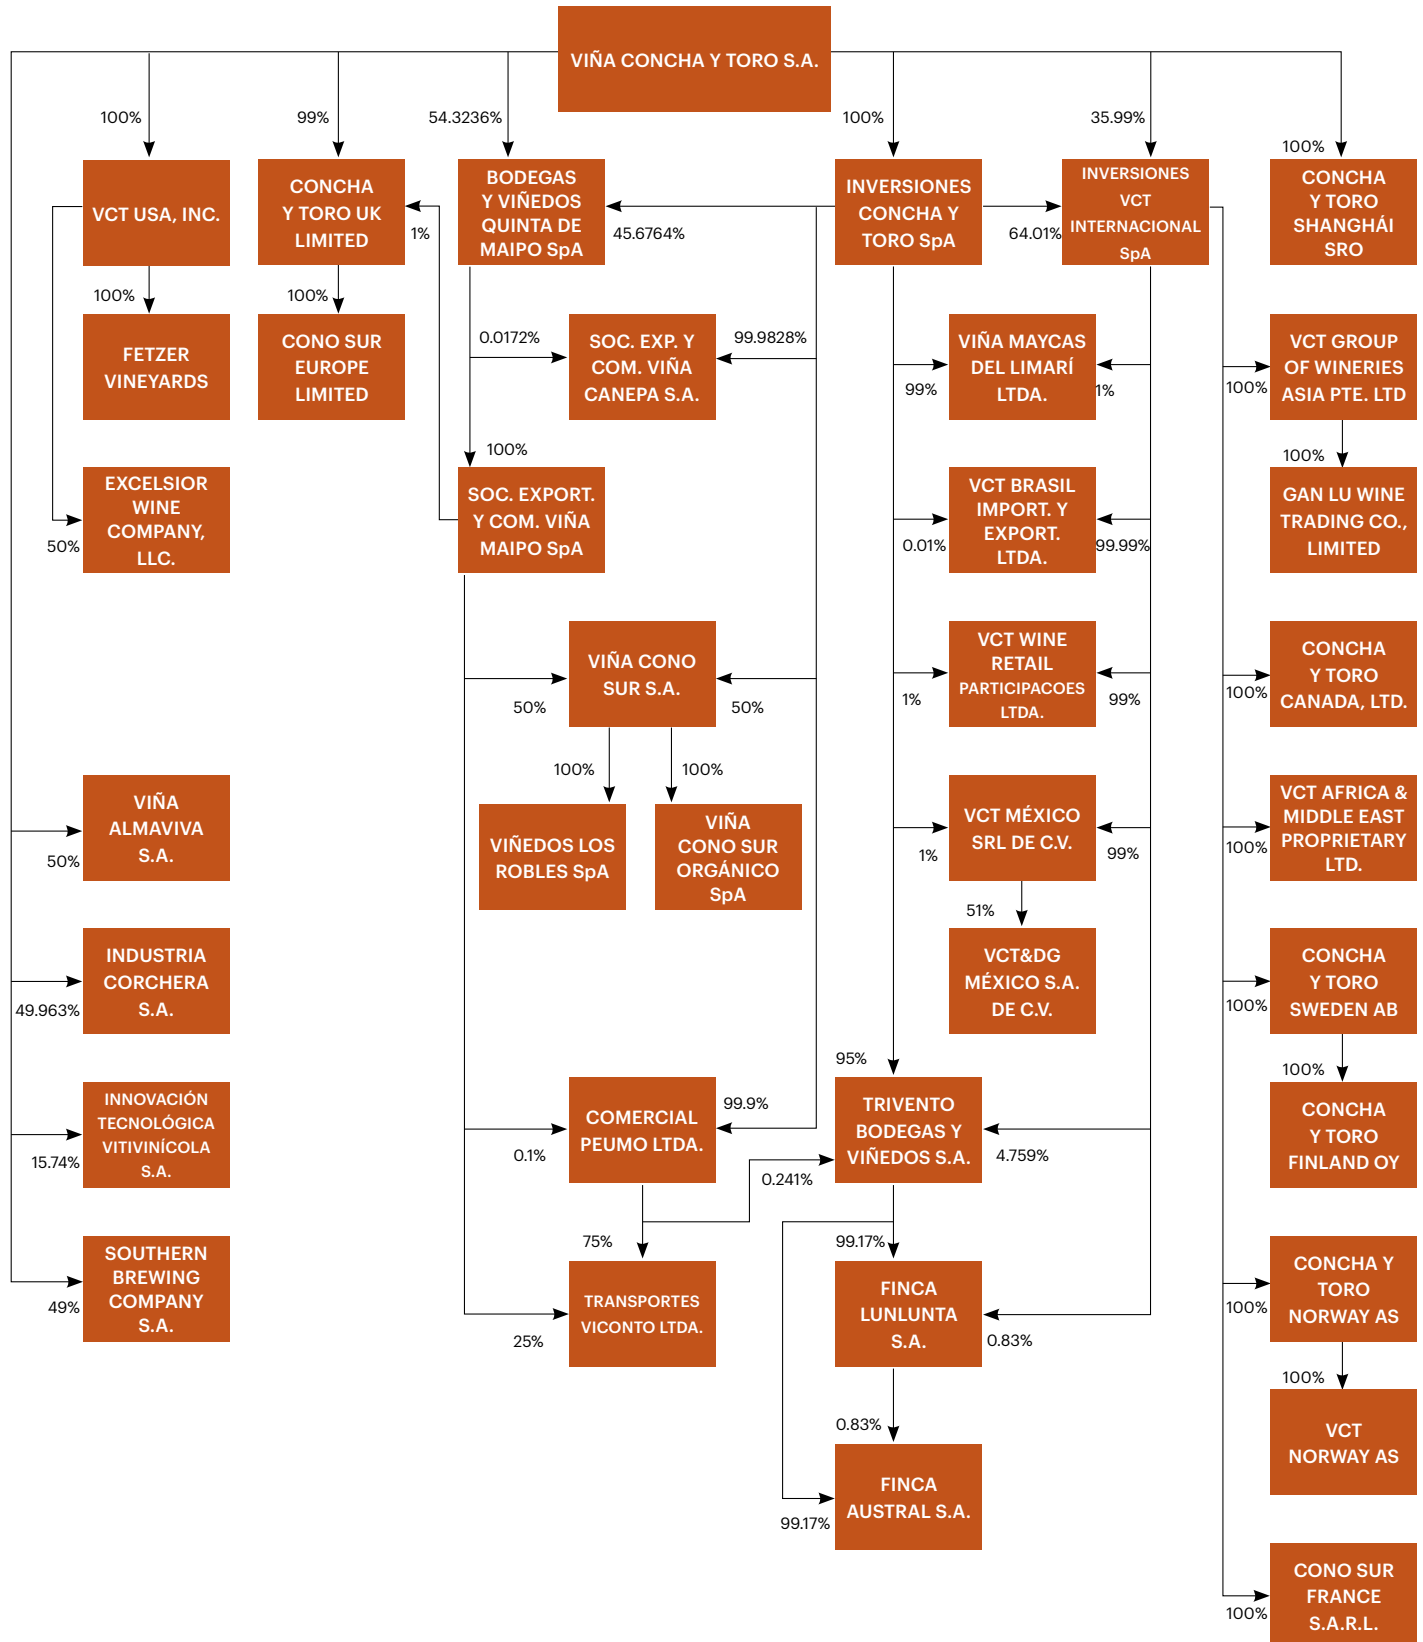 VIÑA CONCHA Y TORO S.A.
100%
99%
54.3236%
100%
35.99%
100%
VCT USA, INC.
CONCHA
Y TORO UK
LIMITED
BODEGAS
Y VIÑEDOS
QUINTA DE
MAIPO SpA
INVERSIONES
CONCHA Y
TORO SpA
INVERSIONES
VCT
INTERNACIONAL
SpA
CONCHA
Y TORO
SHANGHÁI
SRO
1%
45.6764%
64.01%
100%
100%
FETZER
VINEYARDS
CONO SUR
EUROPE
LIMITED
0.0172%
SOC. EXP. Y
COM. VIÑA
CANEPA S.A.
99.9828%
VIÑA MAYCAS
DEL LIMARÍ
LTDA.
99%
1%
VCT GROUP
OF WINERIES
ASIA PTE. LTD
100%
100%
100%
EXCELSIOR
WINE
COMPANY,
LLC.
50%
SOC. EXPORT.
Y COM. VIÑA
MAIPO SpA
VCT BRASIL
IMPORT. Y
EXPORT.
LTDA.
0.01%
99.99%
GAN LU WINE
TRADING CO.,
LIMITED
VIÑA CONO
SUR S.A.
50%
50%
VCT WINE
RETAIL
PARTICIPACOES
LTDA.
1%
99%
CONCHA
Y TORO
CANADA, LTD.
100%
100%
100%
VIÑA
ALMAVIVA
S.A.
50%
VIÑEDOS LOS
ROBLES SpA
VIÑA
CONO SUR
ORGÁNICO
SpA
VCT MÉXICO
SRL DE C.V.
1%
99%
VCT AFRICA &
MIDDLE EAST
PROPRIETARY
LTD.
100%
51%
INDUSTRIA
CORCHERA
S.A.
49.963%
VCT&DG
MÉXICO S.A.
DE C.V.
CONCHA
Y TORO
SWEDEN AB
100%
95%
100%
INNOVACIÓN
TECNOLÓGICA
VITIVINÍCOLA
S.A.
15.74%
COMERCIAL
PEUMO LTDA.
99.9%
0.1%
TRIVENTO
BODEGAS Y
VIÑEDOS S.A.
0.241%
4.759%
CONCHA
Y TORO
FINLAND OY
75%
99.17%
SOUTHERN
BREWING
COMPANY
S.A.
49%
TRANSPORTES
VICONTO LTDA.
25%
FINCA
LUNLUNTA
S.A.
0.83%
CONCHA Y
TORO
NORWAY AS
100%
100%
0.83%
VCT
NORWAY AS
FINCA
AUSTRAL S.A.
99.17%
CONO SUR
FRANCE
S.A.R.L.
100%